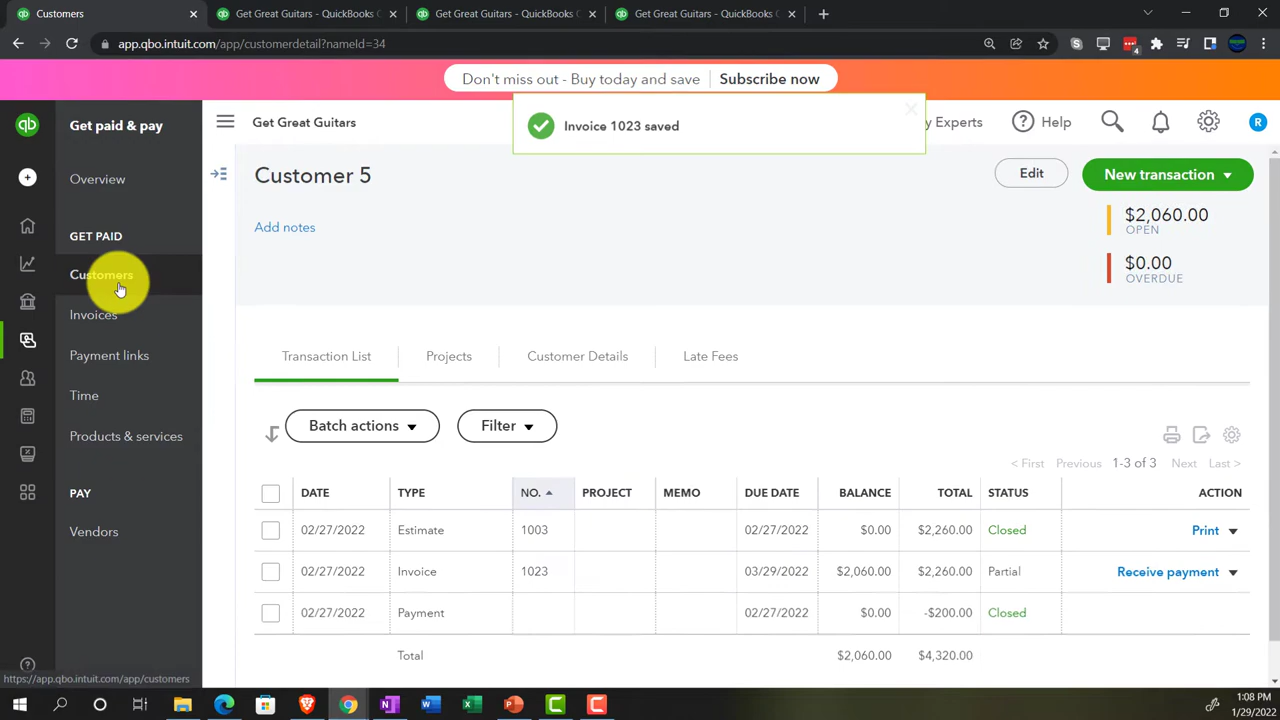 Customers
Get Great Guitars - QuickBooks C
Get Great Guitars - QuickBooks C
Get Great Guitars - QuickBooks C
app.qbo.intuit.com/app/customerdetail?nameId=34
4
Don't miss out - Buy today and save
Subscribe now
qb
Get paid & pay
Get Great Guitars
Invoice 1023 saved
y Experts
Help
R
Overview
Customer 5
Edit
New transaction
Add notes
$2,060.00
OPEN
GET PAID
$0.00
OVERDUE
Customers
Invoices
Payment links
Transaction List
Projects
Customer Details
Late Fees
Time
Products & services
Batch actions
Filter
< First
Previous
1-3 of 3
Next
Last >
PAY
DATE
TYPE
NO.
PROJECT
MEMO
DUE DATE
BALANCE
TOTAL
STATUS
ACTION
Vendors
02/27/2022
Estimate
1003
02/27/2022
$0.00
$2,260.00
Closed
Print
02/27/2022
Invoice
1023
03/29/2022
$2,060.00
$2,260.00
Partial
Receive payment
02/27/2022
Payment
02/27/2022
$0.00
-$200.00
Closed
Total
$2,060.00
$4,320.00
https://app.qbo.intuit.com/app/customers
1:08 PM
1/29/2022